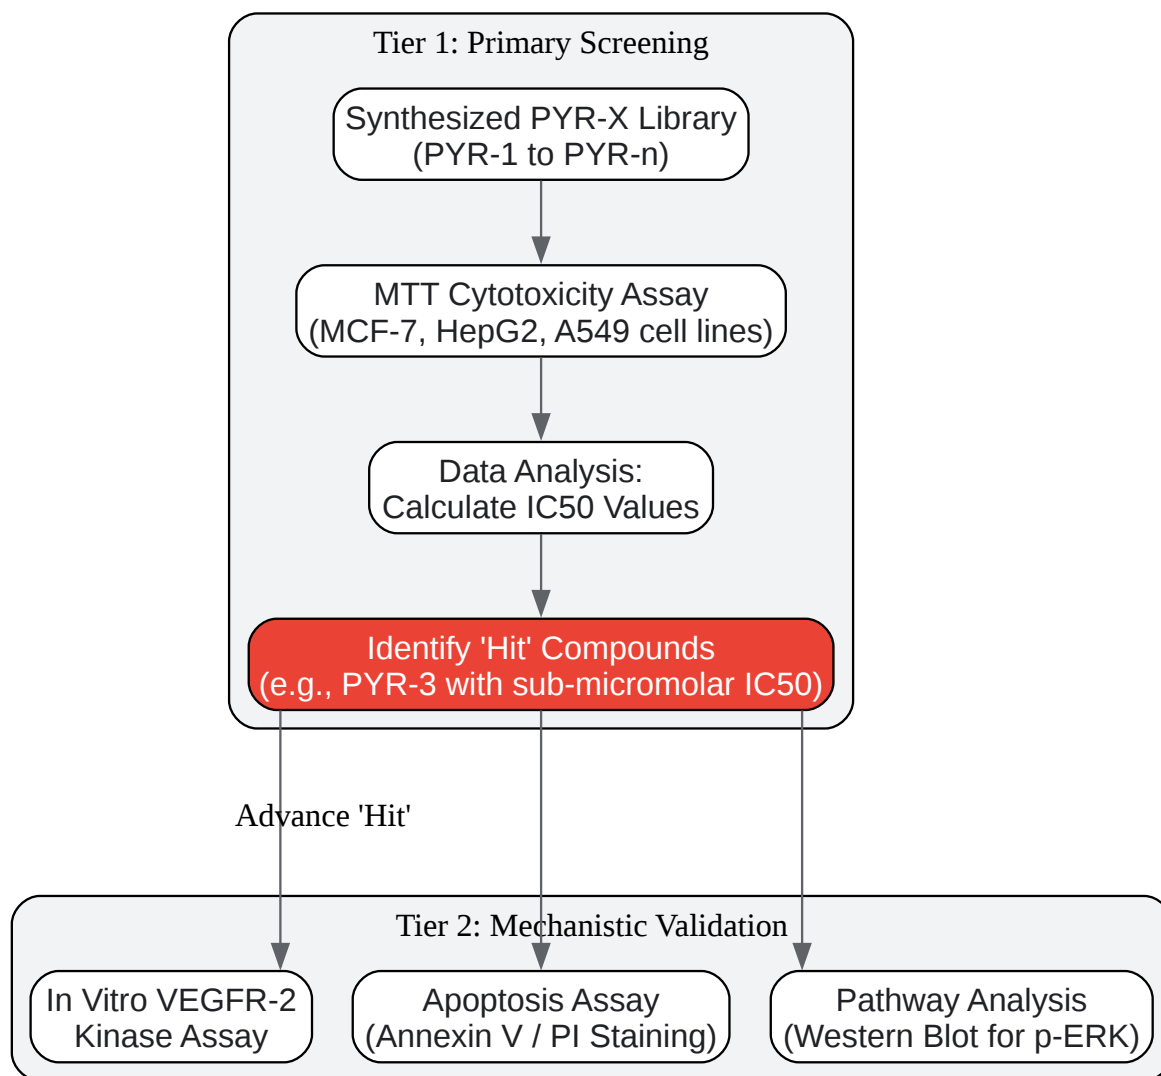 Tier 1: Primary Screening
Synthesized PYR-X Library
(PYR-1 to PYR-n)
MTT Cytotoxicity Assay
(MCF-7, HepG2, A549 cell lines)
Data Analysis:
Calculate IC50 Values
Identify 'Hit' Compounds
(e.g., PYR-3 with sub-micromolar IC50)
Advance 'Hit'
Tier 2: Mechanistic Validation
In Vitro VEGFR-2
Kinase Assay
Apoptosis Assay
(Annexin V / PI Staining)
Pathway Analysis
(Western Blot for p-ERK)